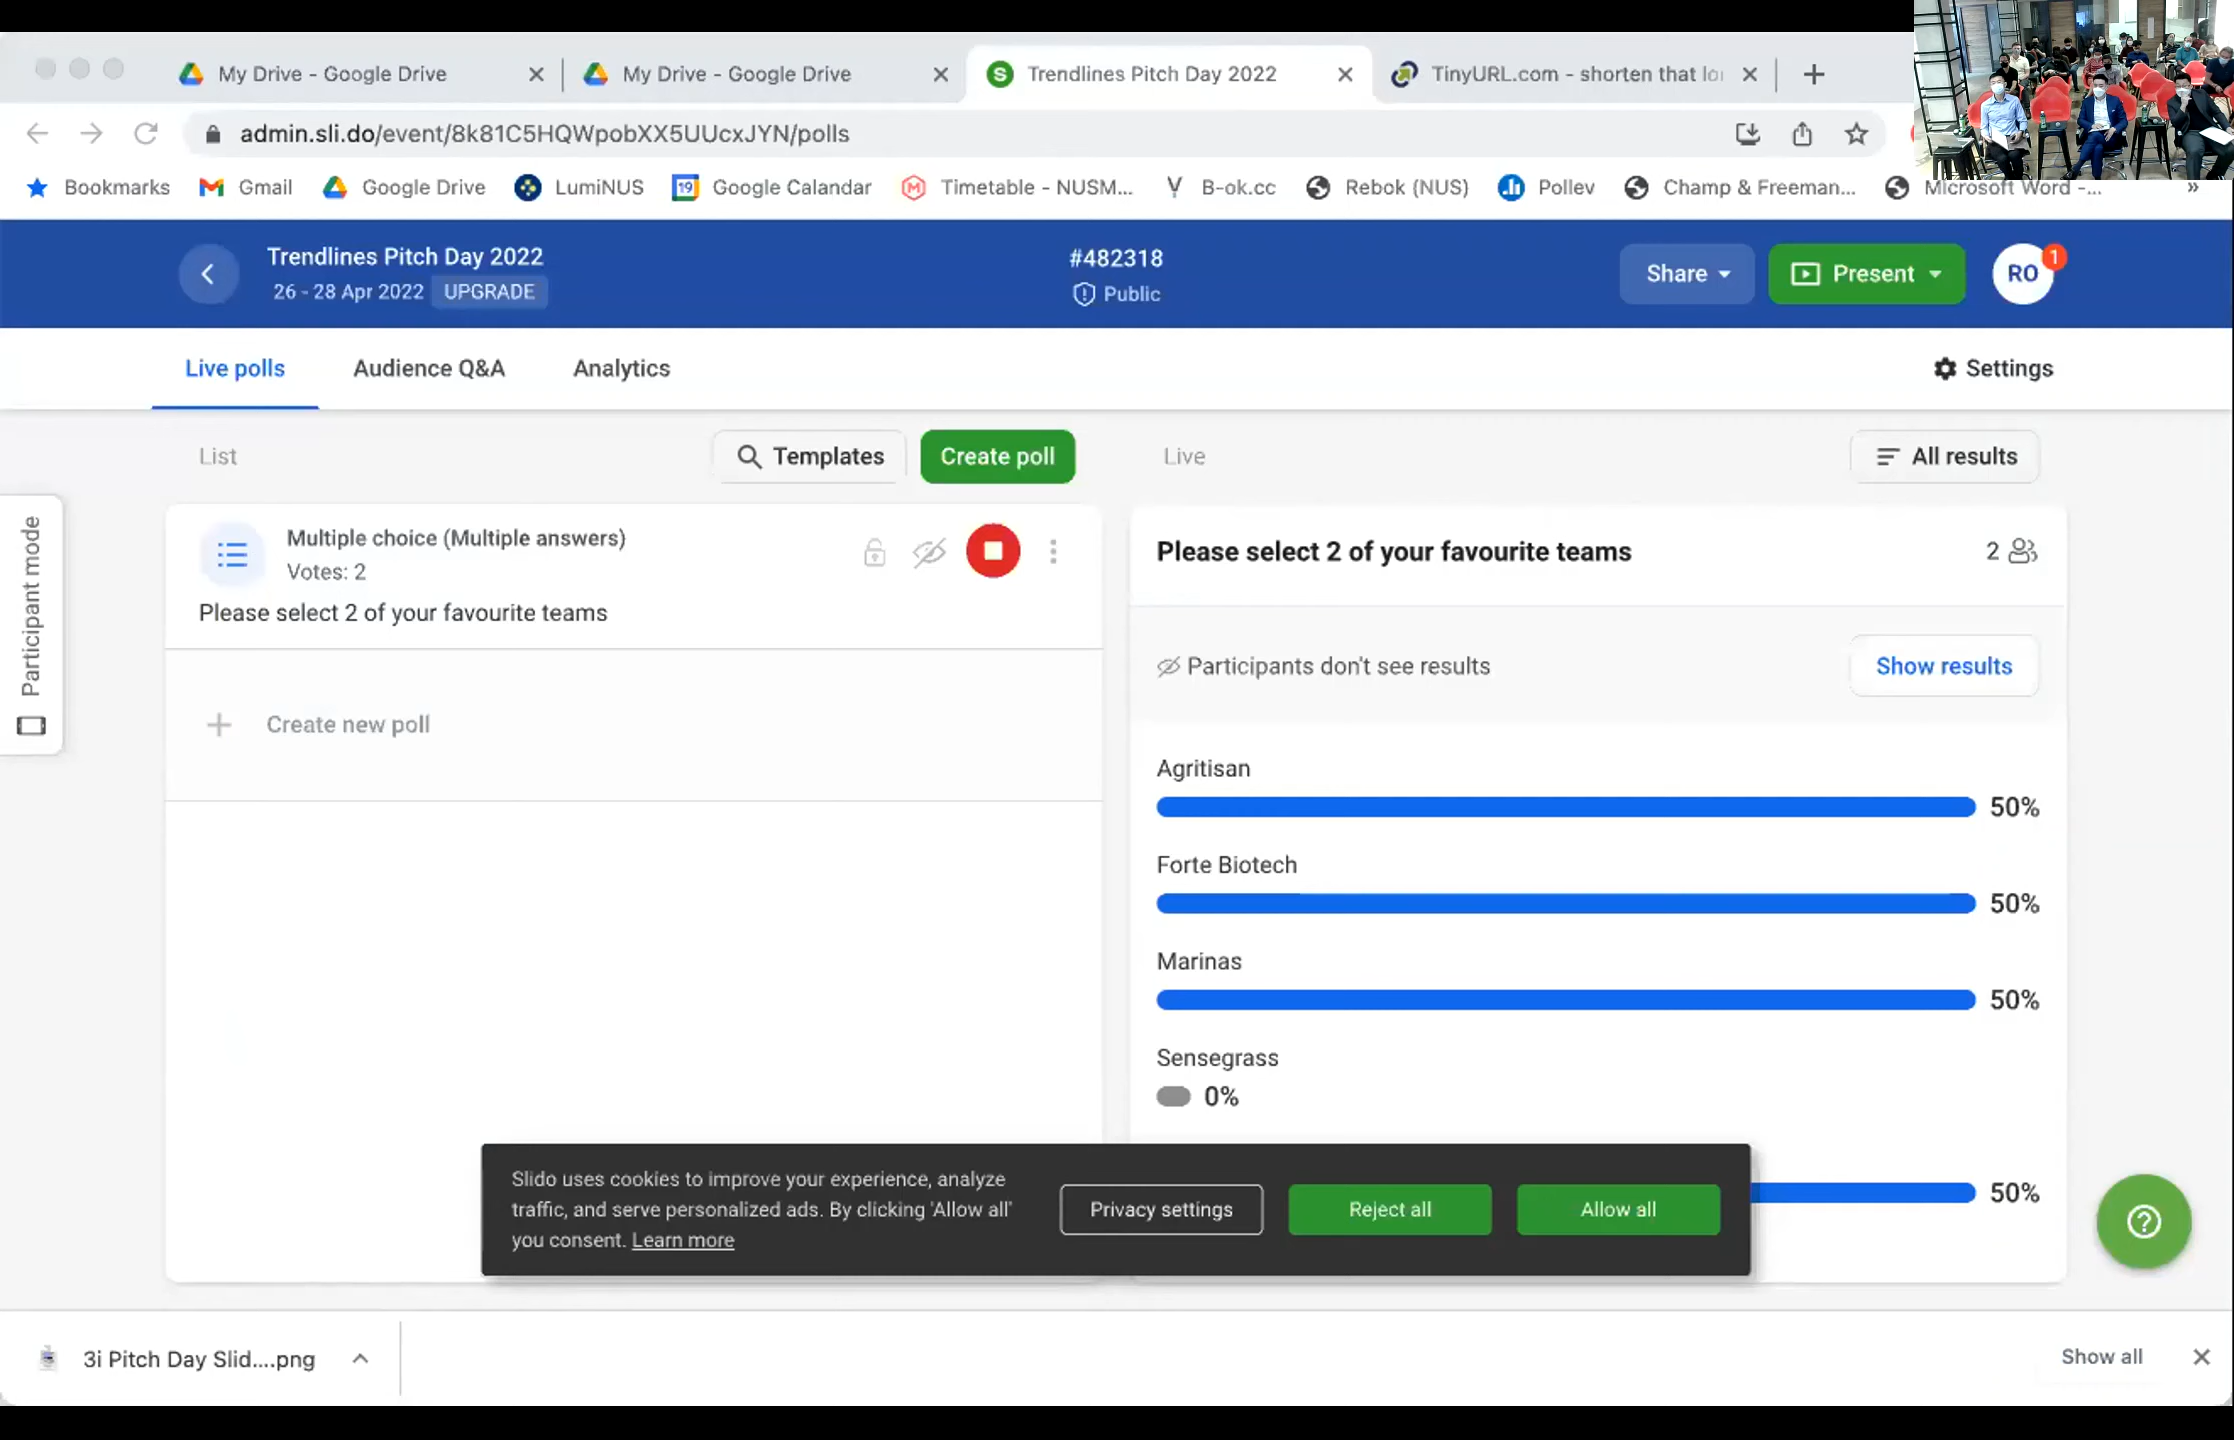 My Drive - Google Drive
My Drive - Google Drive
Trendlines Pitch Day 2022
TinyURL.com - shorten that lo
admin.sli.do/event/8k81C5HQWpobXX5UUcxJYN/polls
Bookmarks
Gmail
Google Drive
LumiNUS
19
Google Calandar
Timetable - NUSM...
B-ok.cc
Rebok (NUS)
Pollev
Champ & Freeman...
Microsoft Word -...
»
Trendlines Pitch Day 2022
26 - 28 Apr 2022 UPGRADE
#482318
Public
Share
Present
RO
1
Live polls
Audience Q&A
Analytics
Settings
List
Templates
Create poll
Live
All results
Participant mode
Multiple choice (Multiple answers)
Votes: 2
Please select 2 of your favourite teams
Create new poll
Please select 2 of your favourite teams
2
Participants don't see results
Show results
Agritisan
50%
Forte Biotech
50%
Marinas
50%
Sensegrass
0%
50%
Slido uses cookies to improve your experience, analyze
traffic, and serve personalized ads. By clicking 'Allow all'
you consent. Learn more
Privacy settings
Reject all
Allow all
3i Pitch Day Slid....png
Show all